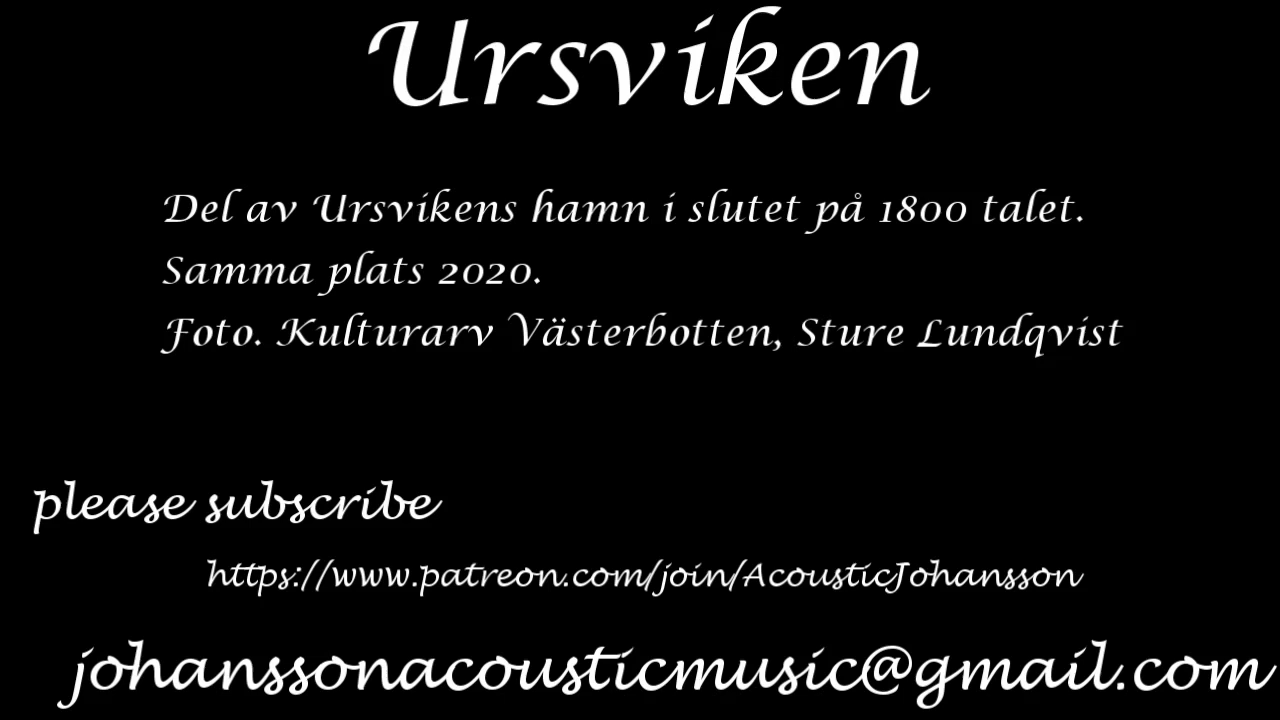 Ursviken
Del av Ursvikens hamn i slutet på 1800 talet.
Samma plats 2020.
Foto. Kulturarv Västerbotten, Sture Lundqvist
please subscribe
https://www.patreon.com/join/AcousticJohansson
johanssonacousticmusic@gmail.com